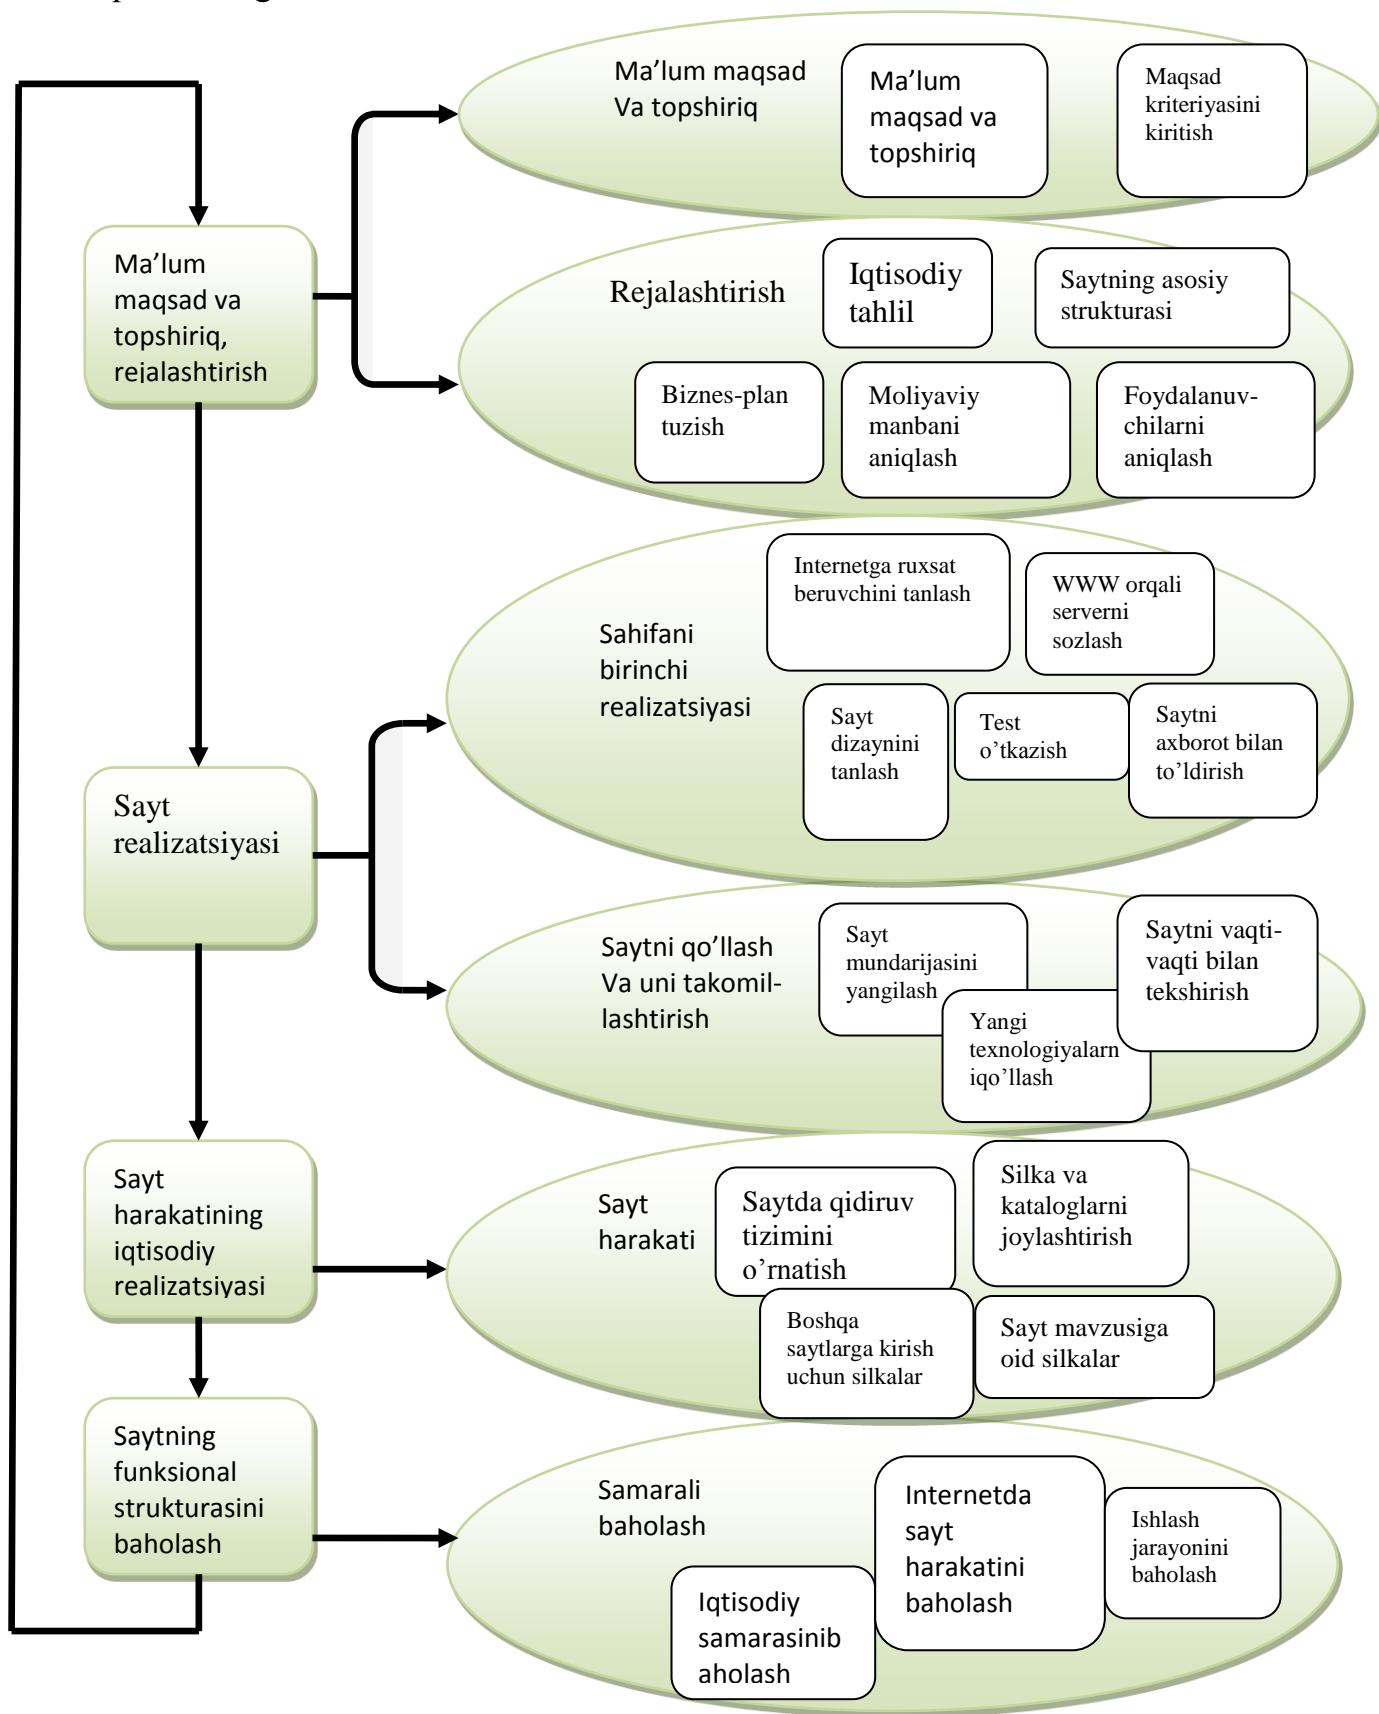 Ma’lum maqsad
Va topshiriq
Ma’lum
maqsad va
topshiriq
Maqsad
kriteriyasini
kiritish
Ma’lum
maqsad va
topshiriq,
rejalashtirish
Rejalashtirish
Iqtisodiy
tahlil
Saytning asosiy
strukturasi
Biznes-plan
tuzish
Moliyaviy
manbani
aniqlash
Foydalanuv-
chilarni
aniqlash
Sahifani
birinchi
realizatsiyasi
Internetga ruxsat
beruvchini tanlash
WWW orqali
serverni
sozlash
Sayt
dizaynini
tanlash
Test
o’tkazish
Saytni
axborot bilan
to’ldirish
Sayt
realizatsiyasi
Saytni qo’llash
Va uni takomil-
lashtirish
Sayt
mundarijasini
yangilash
Yangi
texnologiyalarn
iqo’llash
Saytni vaqti-
vaqti bilan
tekshirish
Sayt
harakatining
iqtisodiy
realizatsiyasi
Sayt
harakati
Saytda qidiruv
tizimini
o’rnatish
Silka va
kataloglarni
joylashtirish
Boshqa
saytlarga kirish
uchun silkalar
Sayt mavzusiga
oid silkalar
Saytning
funksional
strukturasini
baholash
Samarali
baholash
Iqtisodiy
samarasinib
aholash
Internetda
sayt
harakatini
baholash
Ishlash
jarayonini
baholash